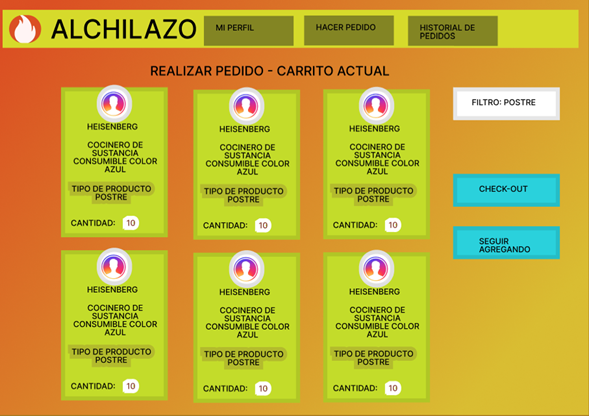 ALCHILAZO
MI PERFIL
HACER PEDIDO
HISTORIAL DE
PEDIDOS
REALIZAR PEDIDO - CARRITO ACTUAL
HEISENBERG
COCINERO DE
SUSTANCIA
CONSUMIBLE COLOR
AZUL
TIPO DE PRODUCTO
POSTRE
CANTIDAD: 10
HEISENBERG
COCINERO DE
SUSTANCIA
CONSUMIBLE COLOR
AZUL
TIPO DE PRODUCTO
POSTRE
CANTIDAD: 10
HEISENBERG
COCINERO DE
SUSTANCIA
CONSUMIBLE COLOR
AZUL
TIPO DE PRODUCTO
POSTRE
CANTIDAD: 10
FILTRO: POSTRE
CHECK-OUT
SEGUIR
AGREGANDO
HEISENBERG
COCINERO DE
SUSTANCIA
CONSUMIBLE COLOR
AZUL
TIPO DE PRODUCTO
POSTRE
CANTIDAD: 10
HEISENBERG
COCINERO DE
SUSTANCIA
CONSUMIBLE COLOR
AZUL
TIPO DE PRODUCTO
POSTRE
CANTIDAD: 10
HEISENBERG
COCINERO DE
SUSTANCIA
CONSUMIBLE COLOR
AZUL
TIPO DE PRODUCTO
POSTRE
CANTIDAD: 10